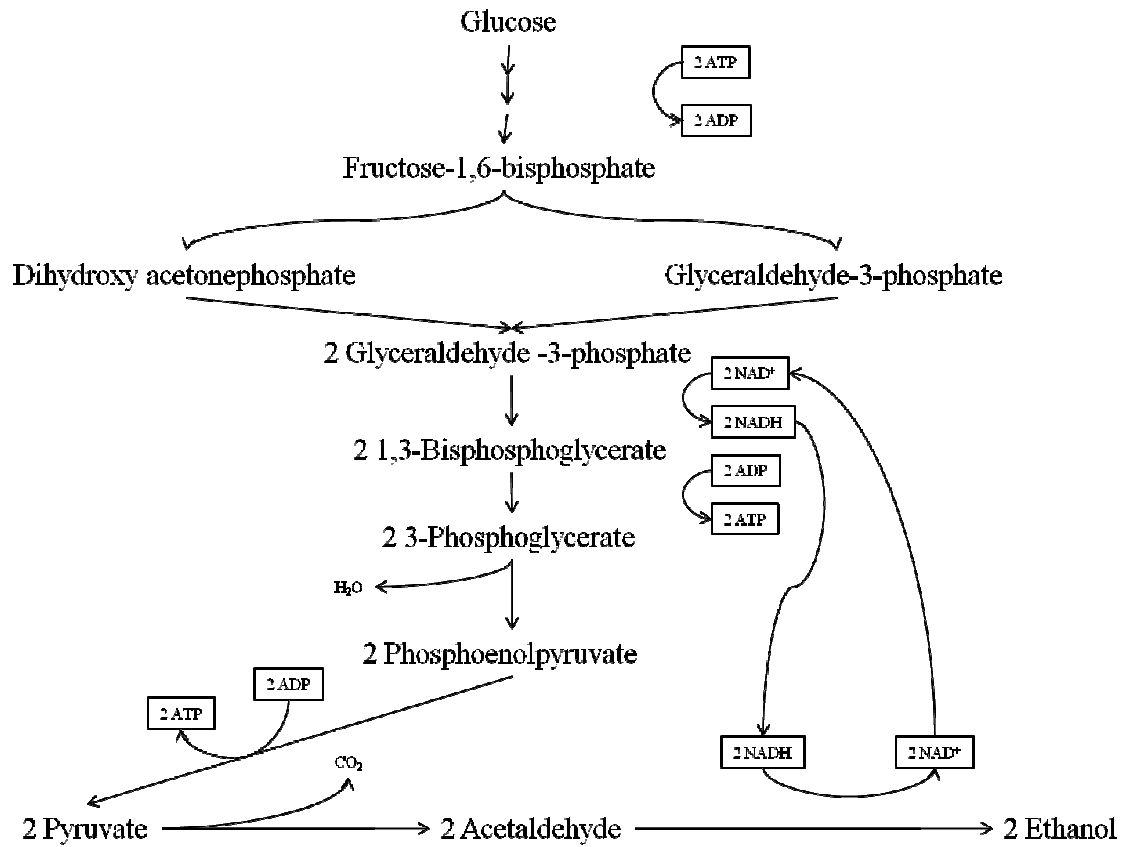 Glucose
2 ATP
2 ADP
Fructose-1,6-bisphosphate
Dihydroxy acetonephosphate
Glyceraldehyde-3-phosphate
2 Glyceraldehyde -3-phosphate
2 NAD⁺
2 NADH
2 1,3-Bisphosphoglycerate
2 ADP
2 ATP
2 3-Phosphoglycerate
H₂O
2 Phosphoenolpyruvate
2 ADP
2 ATP
2 NADH
2 NAD⁺
CO₂
2 Pyruvate
2 Acetaldehyde
2 Ethanol